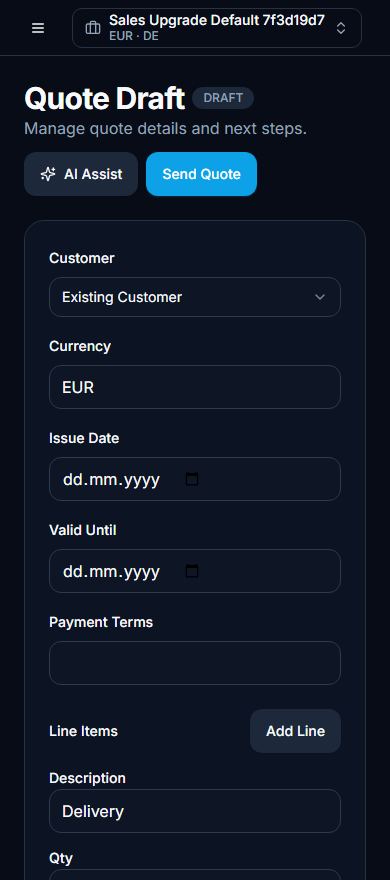 Sales Upgrade Default 7f3d19d7
EUR · DE
Quote Draft DRAFT
Manage quote details and next steps.
AI Assist Send Quote
Customer
Existing Customer
Currency
EUR
Issue Date
dd.mm.yyyy
Valid Until
dd.mm.yyyy
Payment Terms
Line Items Add Line
Description
Delivery
Qty